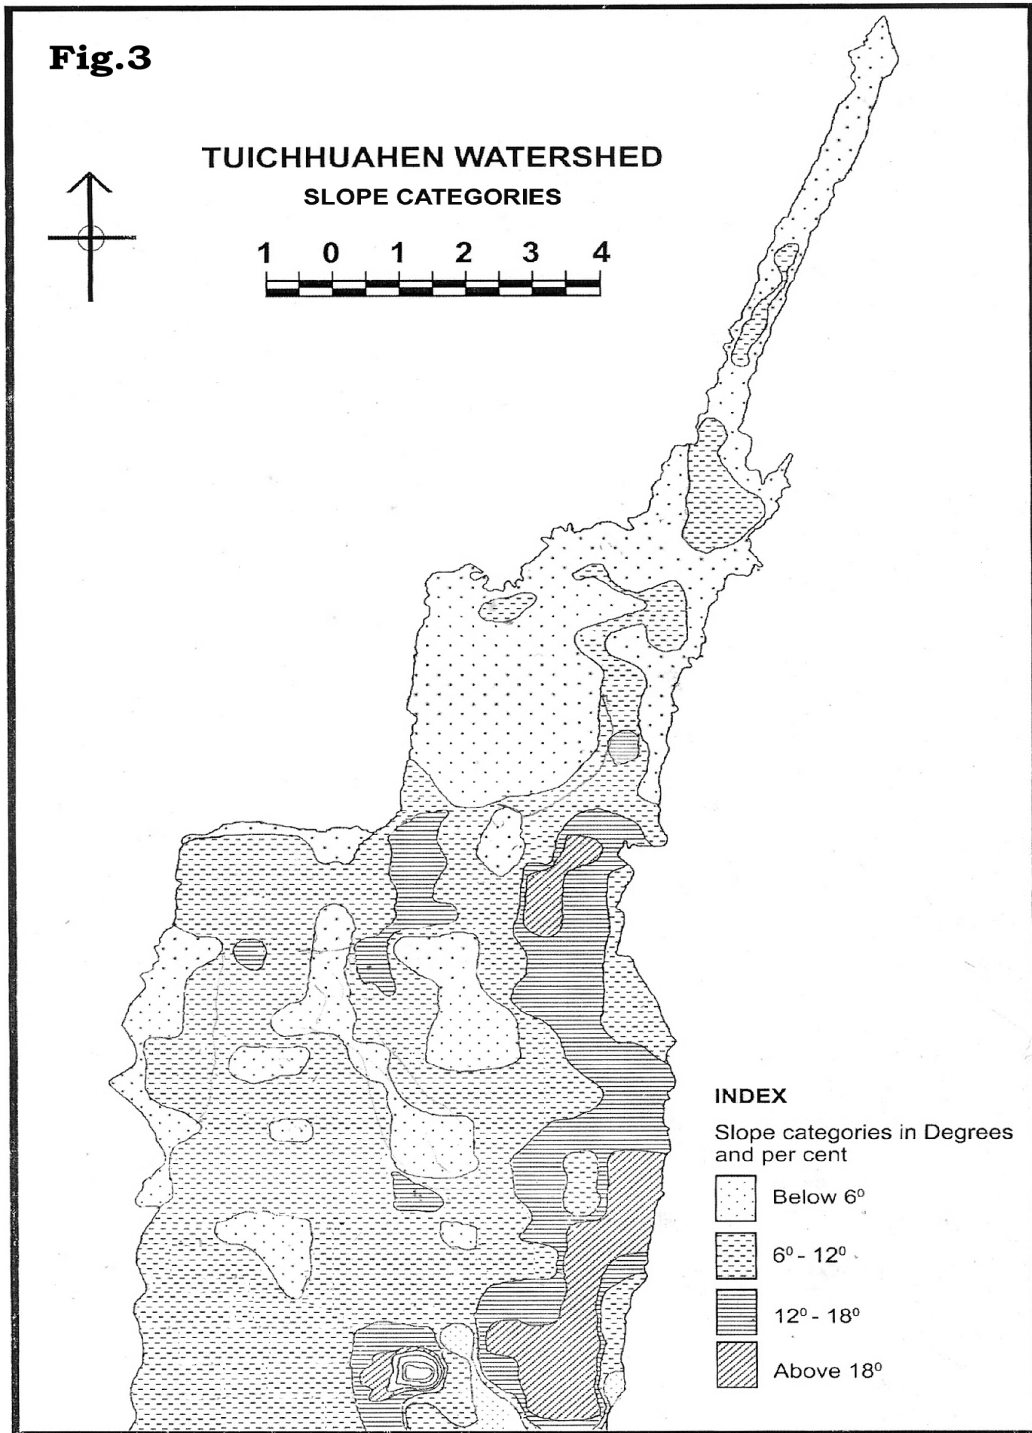 Fig.3
TUICHHUAHEN WATERSHED
SLOPE CATEGORIES
1 0 1 2 3 4
INDEX
Slope categories in Degrees
and per cent
Below 6⁰
6⁰ - 12⁰
12⁰ - 18⁰
Above 18⁰